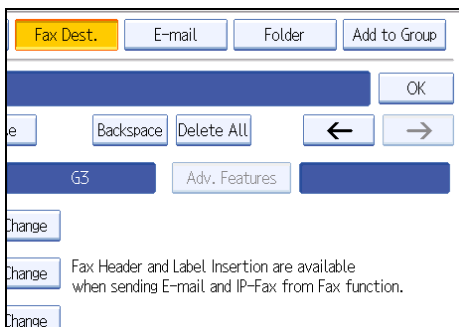 Fax Dest. E-mail Folder Add to Group
OK
Backspace Delete All ← →
G3 Adv. Features
Change
Change Fax Header and Label Insertion are available
when sending E-mail and IP-Fax from Fax function.
Change